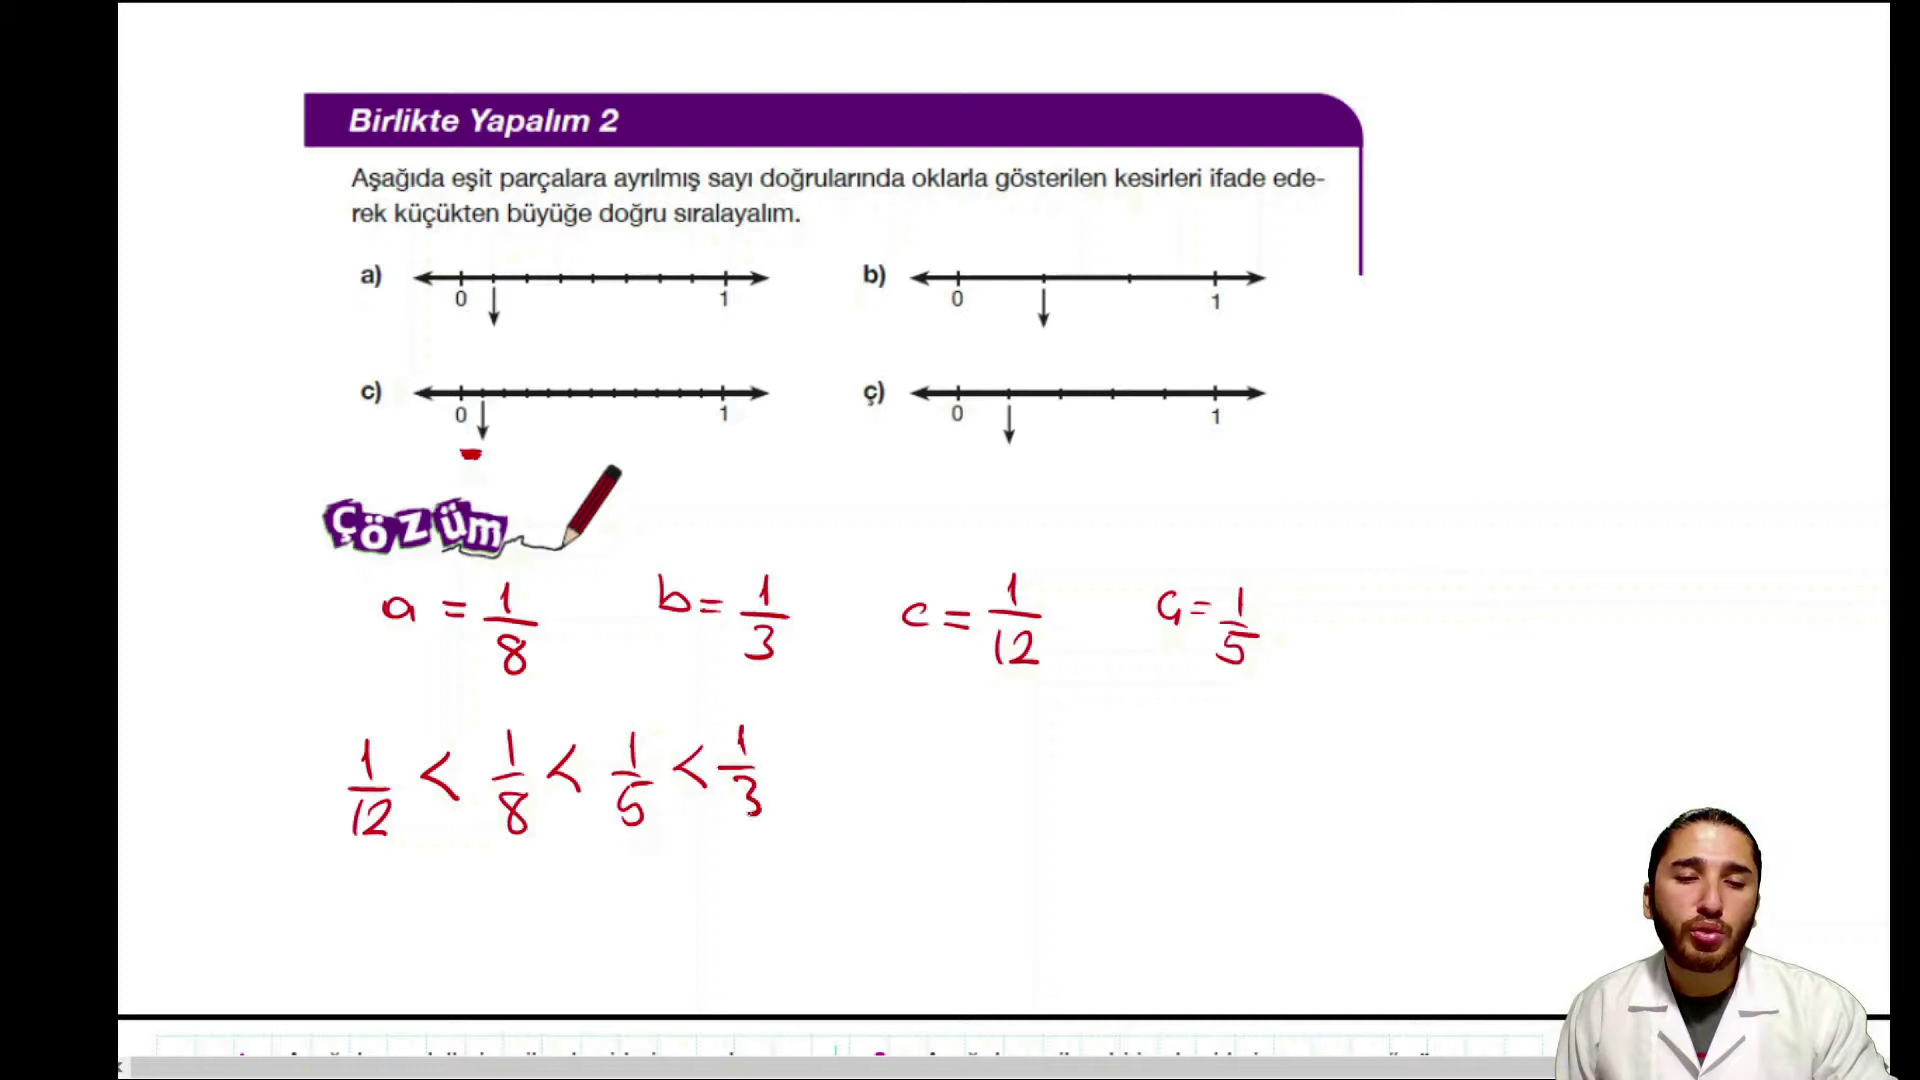 Birlikte Yapalım 2
Aşağıda eşit parçalara ayrılmış sayı doğrularında oklarla gösterilen kesirleri ifade ede-
rek küçükten büyüğe doğru sıralayalım.
a) 0 1
b) 0 1
c) 0 1
ç) 0 1
Çözüm
a = 1/8 b = 1/3 c = 1/12 ç = 1/5
1/12 < 1/8 < 1/5 < 1/3